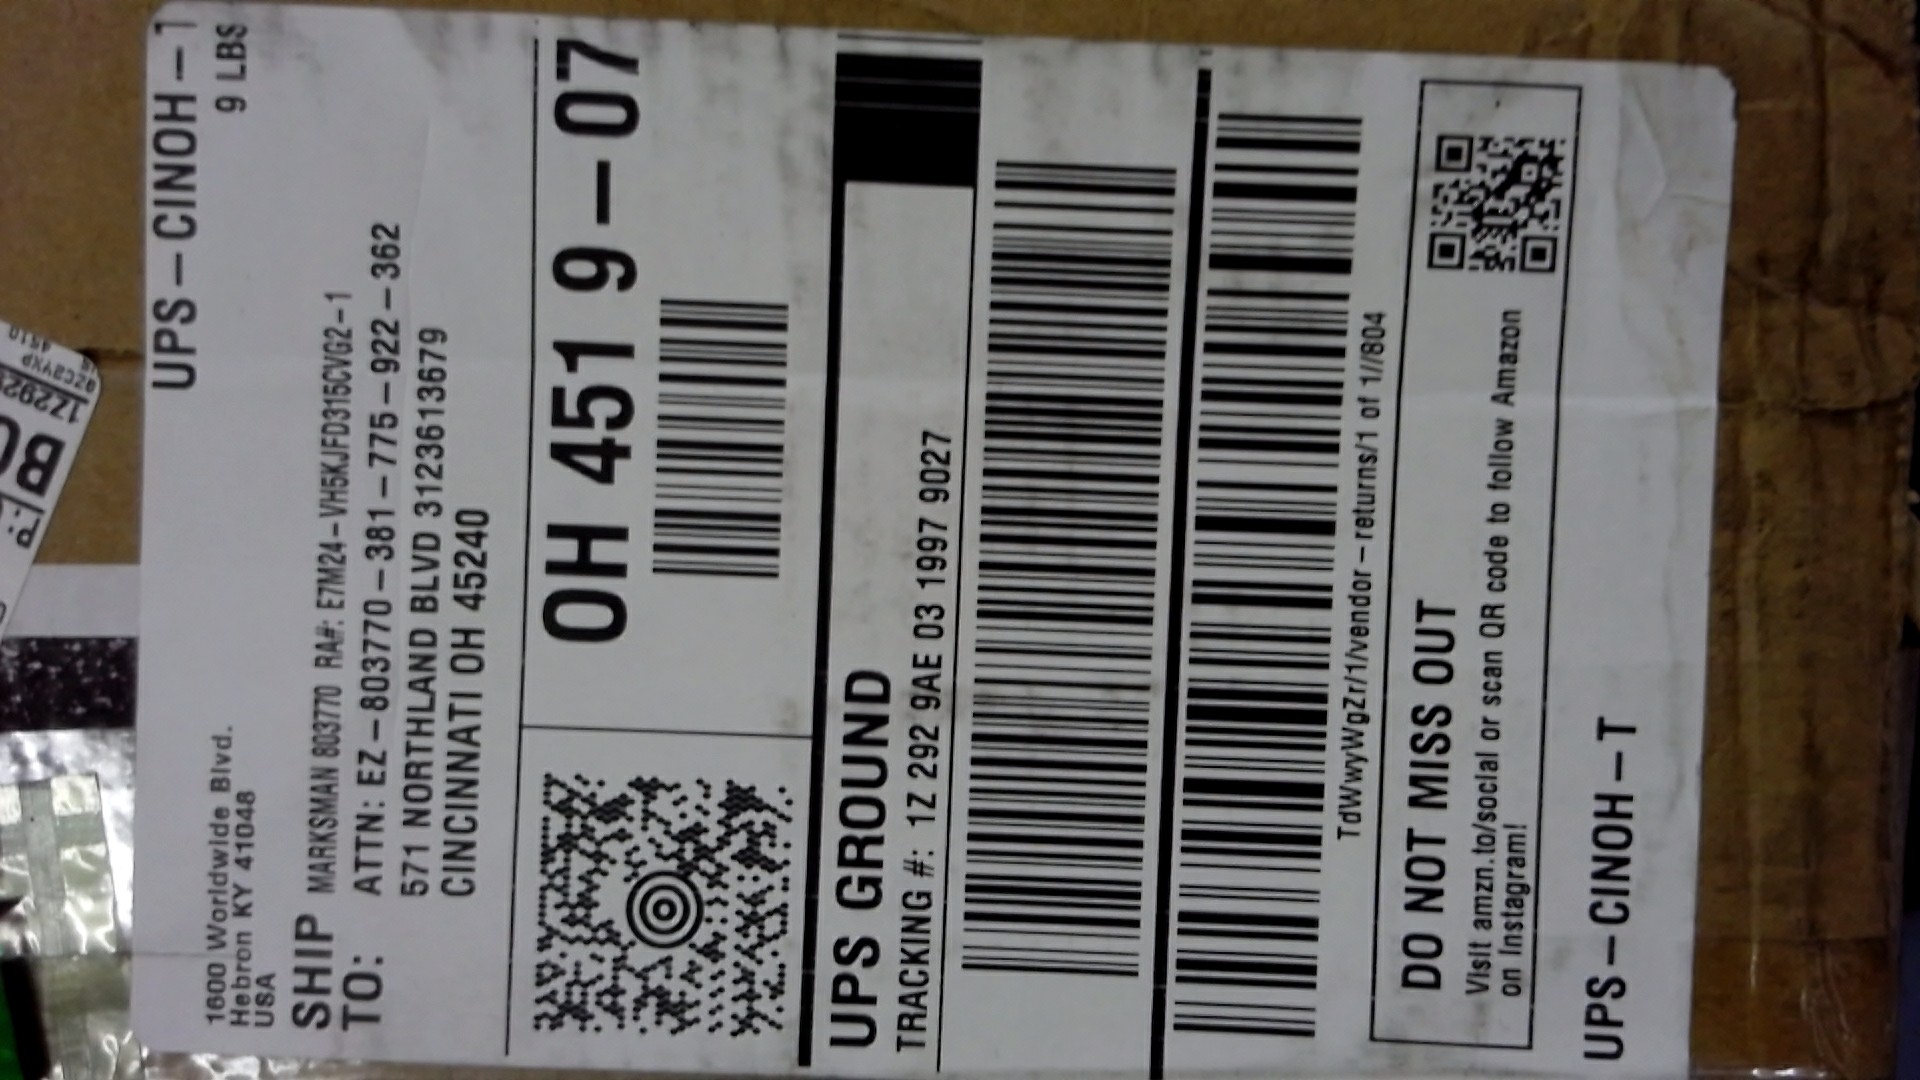 UPS-CINOH-1
9 LBS
1600 Worldwide Blvd.
Hebron KY 41048
USA
SHIP TO:
MARKSMAN 803770 RA#: E7M24-VH5KJFD315CVG2-1
ATTN: EZ-803770-381-775-922-362
571 NORTHLAND BLVD 3123613679
CINCINNATI OH 45240
OH 451 9-07
UPS GROUND
TRACKING #: 1Z 292 9AE 03 1997 9027
TdWwyWgZr/1/vendor-returns/1 of 1//804
DO NOT MISS OUT
Visit amzn.to/social or scan QR code to follow Amazon
on Instagram!
UPS-CINOH-T